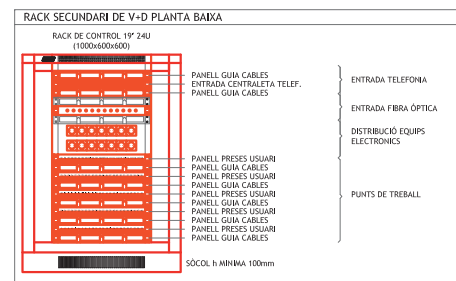 RACK SECUNDARI DE V+D PLANTA BAIXA
RACK DE CONTROL 19" 24U
(1000x600x600)
PANELL GUIA CABLES
ENTRADA CENTRALETA TELEF.
PANELL GUIA CABLES
ENTRADA TELEFONIA
ENTRADA FIBRA ÓPTICA
DISTRIBUCIÓ EQUIPS
ELECTRONICS
PANELL PRESES USUARI
PANELL GUIA CABLES
PANELL PRESES USUARI
PANELL GUIA CABLES
PANELL PRESES USUARI
PANELL GUIA CABLES
PANELL PRESES USUARI
PANELL GUIA CABLES
PANELL PRESES USUARI
PANELL GUIA CABLES
PUNTS DE TREBALL
SÒCOL h MINIMA 100mm